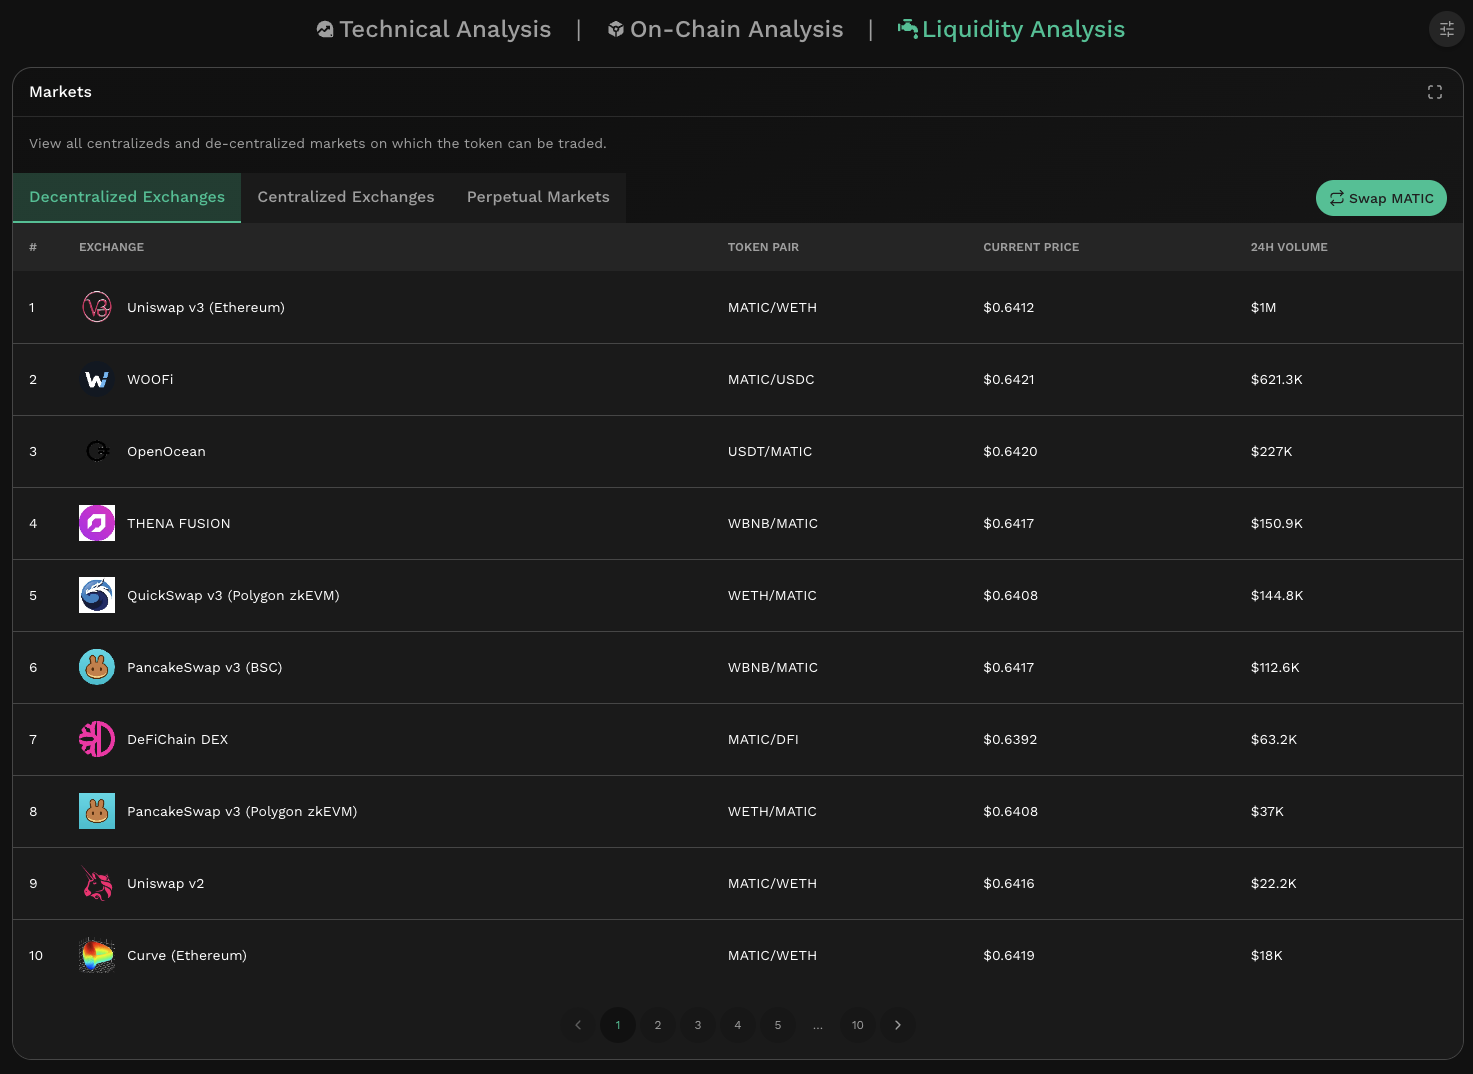 Technical Analysis | On-Chain Analysis | Liquidity Analysis
Markets
View all centralizeds and de-centralized markets on which the token can be traded.
Decentralized Exchanges Centralized Exchanges Perpetual Markets Swap MATIC
# EXCHANGE TOKEN PAIR CURRENT PRICE 24H VOLUME
1 Uniswap v3 (Ethereum) MATIC/WETH $0.6412 $1M
2 WOOFi MATIC/USDC $0.6421 $621.3K
3 OpenOcean USDT/MATIC $0.6420 $227K
4 THENA FUSION WBNB/MATIC $0.6417 $150.9K
5 QuickSwap v3 (Polygon zkEVM) WETH/MATIC $0.6408 $144.8K
6 PancakeSwap v3 (BSC) WBNB/MATIC $0.6417 $112.6K
7 DeFiChain DEX MATIC/DFI $0.6392 $63.2K
8 PancakeSwap v3 (Polygon zkEVM) WETH/MATIC $0.6408 $37K
9 Uniswap v2 MATIC/WETH $0.6416 $22.2K
10 Curve (Ethereum) MATIC/WETH $0.6419 $18K
1 2 3 4 5 ... 10